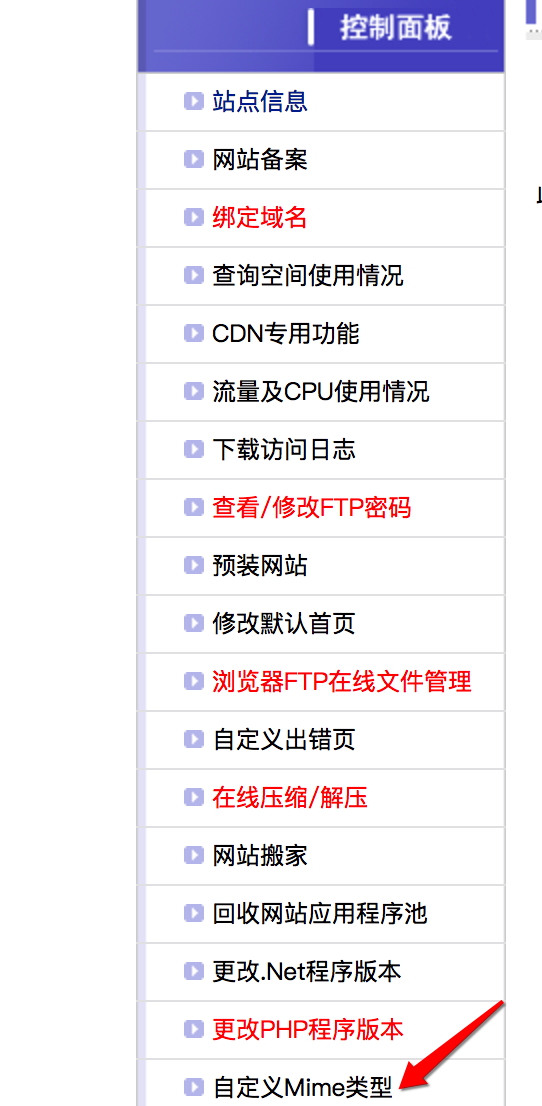 控制面板
站点信息
网站备案
绑定域名
查询空间使用情况
CDN专用功能
流量及CPU使用情况
下载访问日志
查看/修改FTP密码
预装网站
修改默认首页
浏览器FTP在线文件管理
自定义出错页
在线压缩/解压
网站搬家
回收网站应用程序池
更改.Net程序版本
更改PHP程序版本
自定义Mime类型